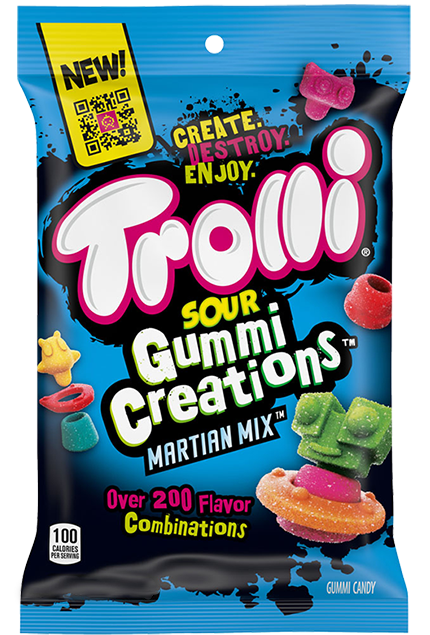 NEW!
CREATE.
DESTROY.
ENJOY.
Trolli®
SOUR
Gummi
Creations™
MARTIAN MIX™
Over 200 Flavor
Combinations
100
CALORIES
PER SERVING
GUMMI CANDY